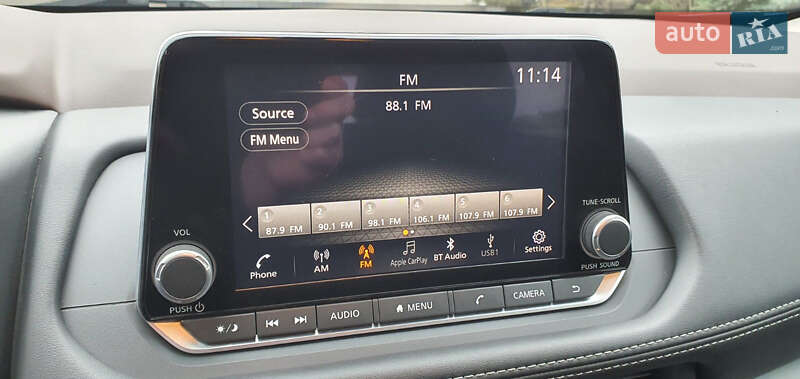 auto RIA .com
FM
11:14
88.1 FM
Source
FM Menu
1 2 3 4 5 6
87.9 FM 90.1 FM 98.1 FM 106.1 FM 107.9 FM 107.9 FM
Phone AM FM Apple CarPlay BT Audio USB1 Settings
VOL
PUSH
TUNE-SCROLL
PUSH SOUND
AUDIO MENU CAMERA